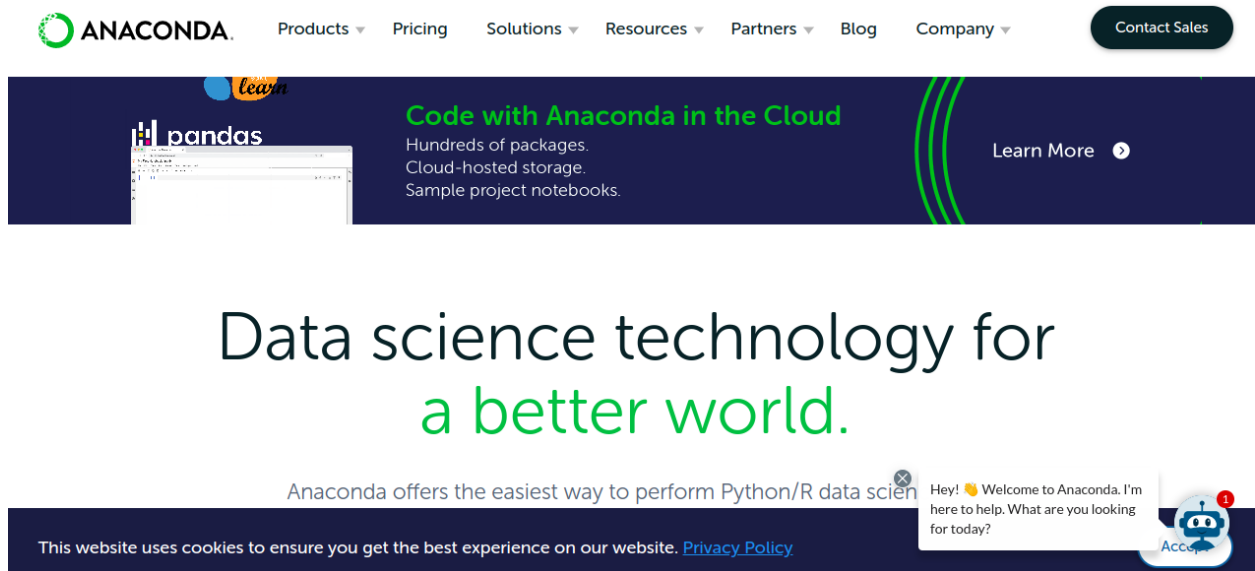 ANACONDA.
Products
Pricing
Solutions
Resources
Partners
Blog
Company
Contact Sales
learn
pandas
Code with Anaconda in the Cloud
Hundreds of packages.
Cloud-hosted storage.
Sample project notebooks.
Learn More
Data science technology for
a better world.
Anaconda offers the easiest way to perform Python/R data
Hey! 👋 Welcome to Anaconda. I'm
here to help. What are you looking
for today?
1
This website uses cookies to ensure you get the best experience on our website. Privacy Policy